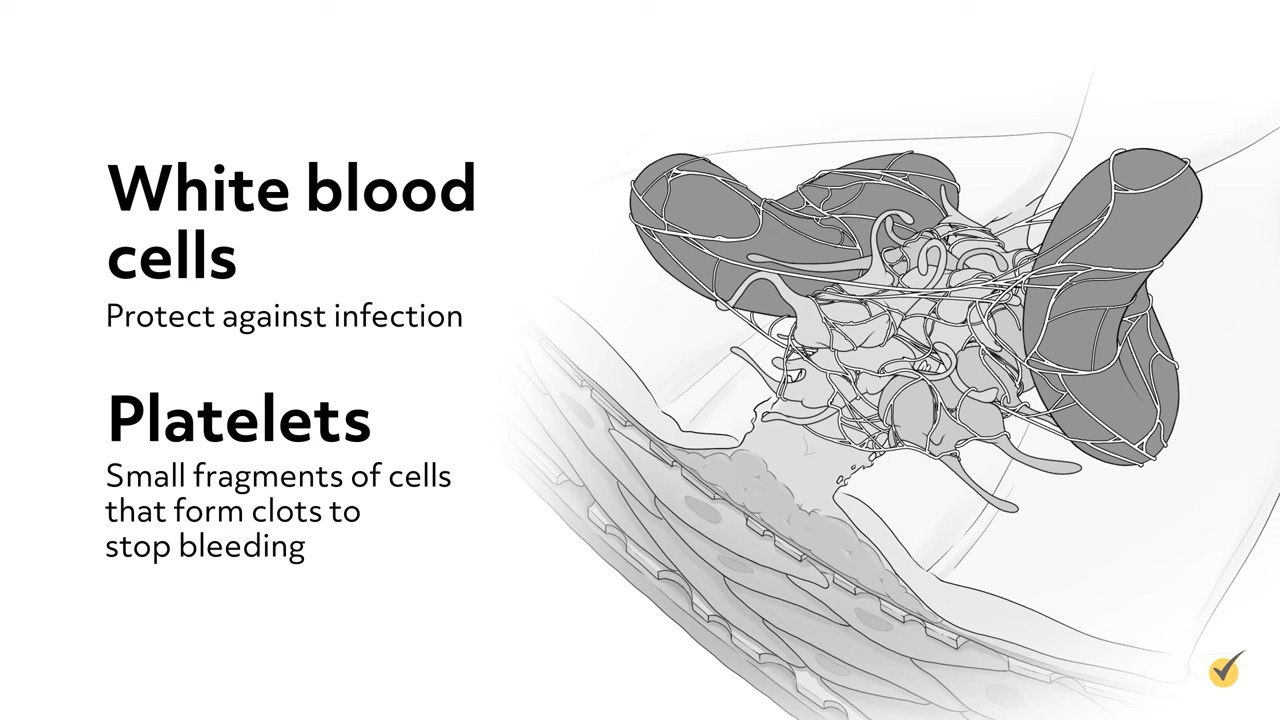 White blood
cells
Protect against infection
Platelets
Small fragments of cells
that form clots to
stop bleeding